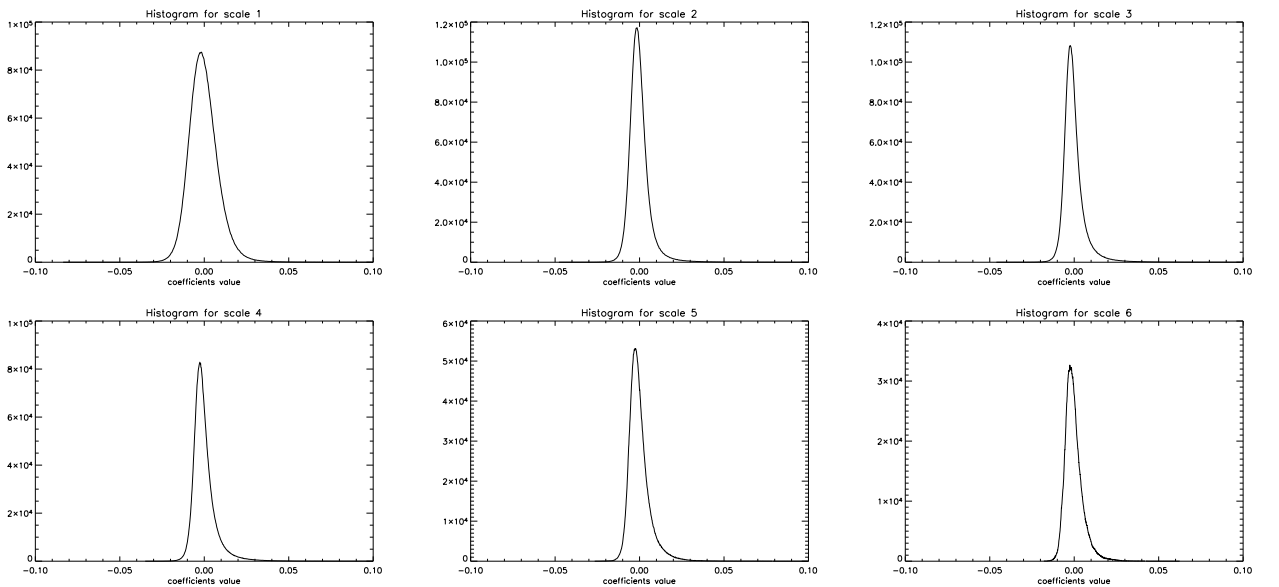 Histogram for scale 1
1×10⁵
8×10⁴
6×10⁴
4×10⁴
2×10⁴
0
-0.10 -0.05 0.00 0.05 0.10
coefficients value
Histogram for scale 2
1.2×10⁵
1.0×10⁵
8.0×10⁴
6.0×10⁴
4.0×10⁴
2.0×10⁴
0
-0.10 -0.05 0.00 0.05 0.10
coefficients value
Histogram for scale 3
1.2×10⁵
1.0×10⁵
8.0×10⁴
6.0×10⁴
4.0×10⁴
2.0×10⁴
0
-0.10 -0.05 0.00 0.05 0.10
coefficients value
Histogram for scale 4
1×10⁵
8×10⁴
6×10⁴
4×10⁴
2×10⁴
0
-0.10 -0.05 0.00 0.05 0.10
coefficients value
Histogram for scale 5
6×10⁴
5×10⁴
4×10⁴
3×10⁴
2×10⁴
1×10⁴
0
-0.10 -0.05 0.00 0.05 0.10
coefficients value
Histogram for scale 6
4×10⁴
3×10⁴
2×10⁴
1×10⁴
0
-0.10 -0.05 0.00 0.05 0.10
coefficients value